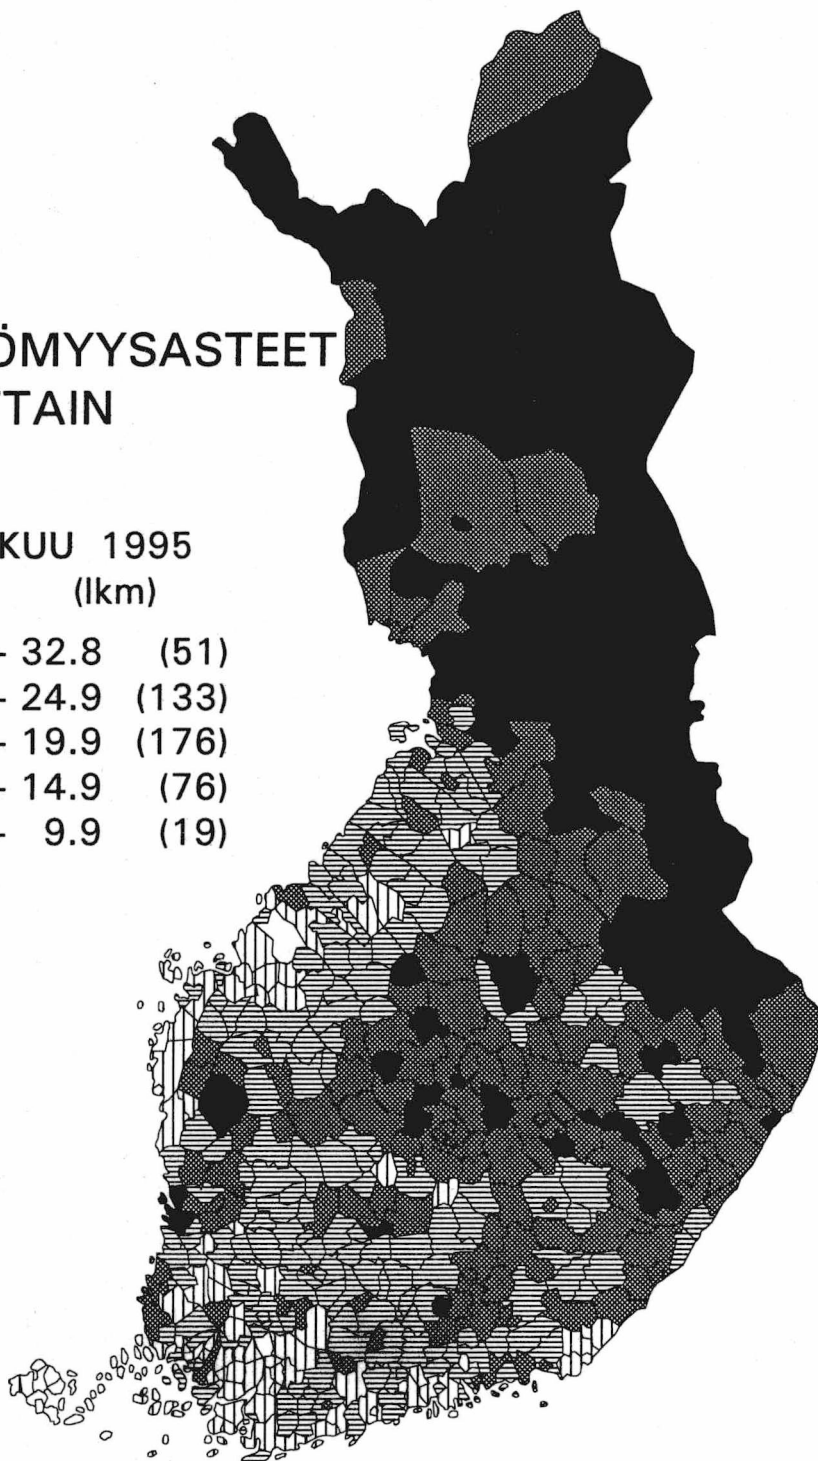 ÖMYYSASTEET
TTAIN
KUU 1995
(lkm)
- 32.8 (51)
- 24.9 (133)
- 19.9 (176)
- 14.9 (76)
- 9.9 (19)